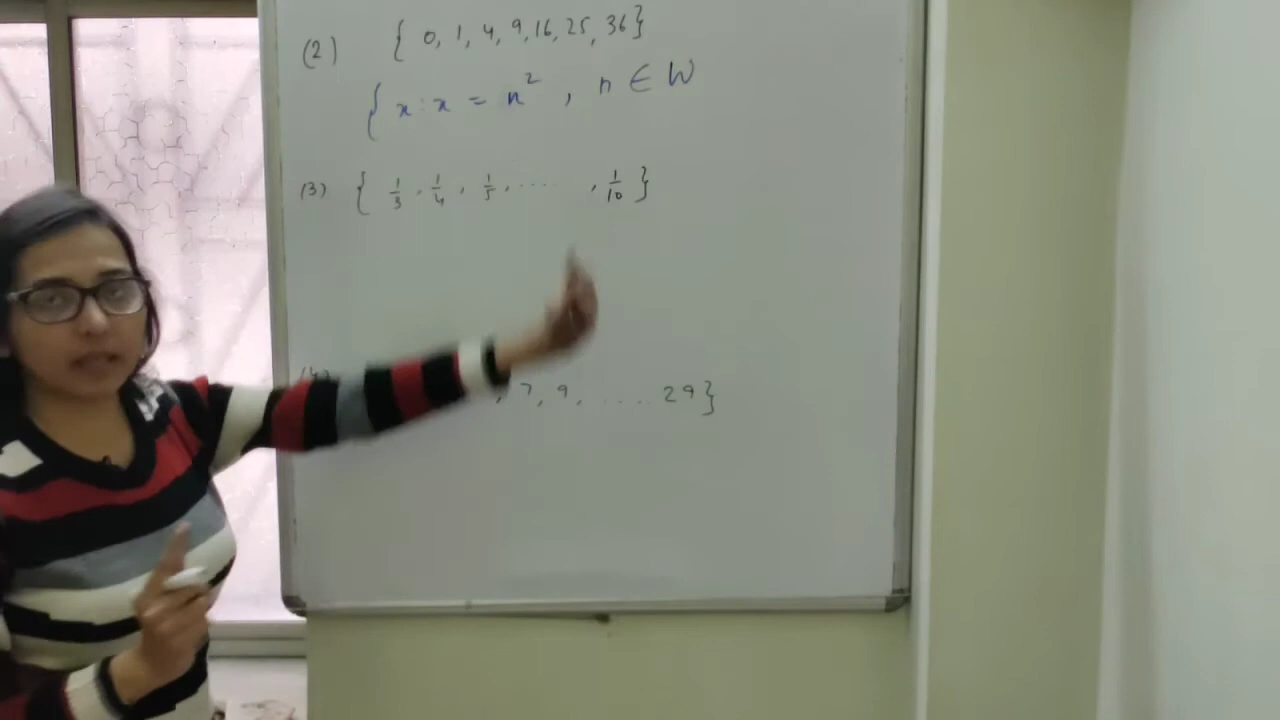 (2) { 0, 1, 4, 9, 16, 25, 36 }
{ x : x = n², n ∈ W
(3) { 1/3, 1/4, 1/5, ....., 1/10 }
, 7, 9, ..... 29 }